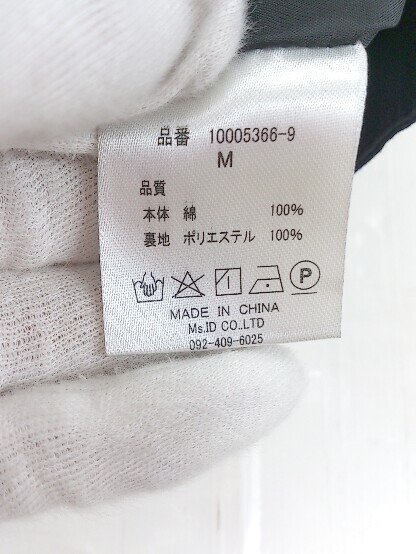 品番 10005366-9
M
品質
本体 綿 100%
裏地 ポリエステル 100%
P
MADE IN CHINA
Ms.ID CO.,LTD
092-409-6025